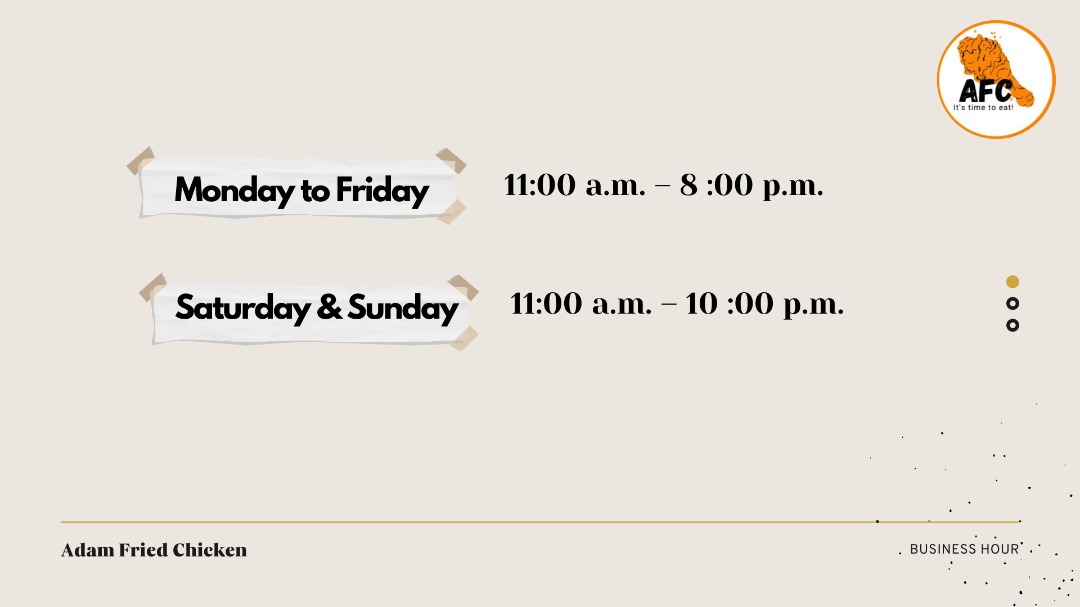 AFC
It's time to eat!
Monday to Friday 11:00 a.m. – 8 :00 p.m.
Saturday & Sunday 11:00 a.m. – 10 :00 p.m.
Adam Fried Chicken BUSINESS HOUR